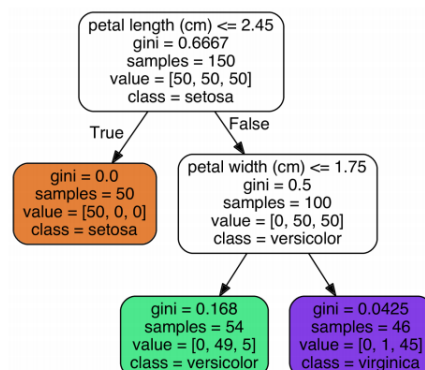 petal length (cm) <= 2.45
gini = 0.6667
samples = 150
value = [50, 50, 50]
class = setosa
True
False
gini = 0.0
samples = 50
value = [50, 0, 0]
class = setosa
petal width (cm) <= 1.75
gini = 0.5
samples = 100
value = [0, 50, 50]
class = versicolor
gini = 0.168
samples = 54
value = [0, 49, 5]
class = versicolor
gini = 0.0425
samples = 46
value = [0, 1, 45]
class = virginica